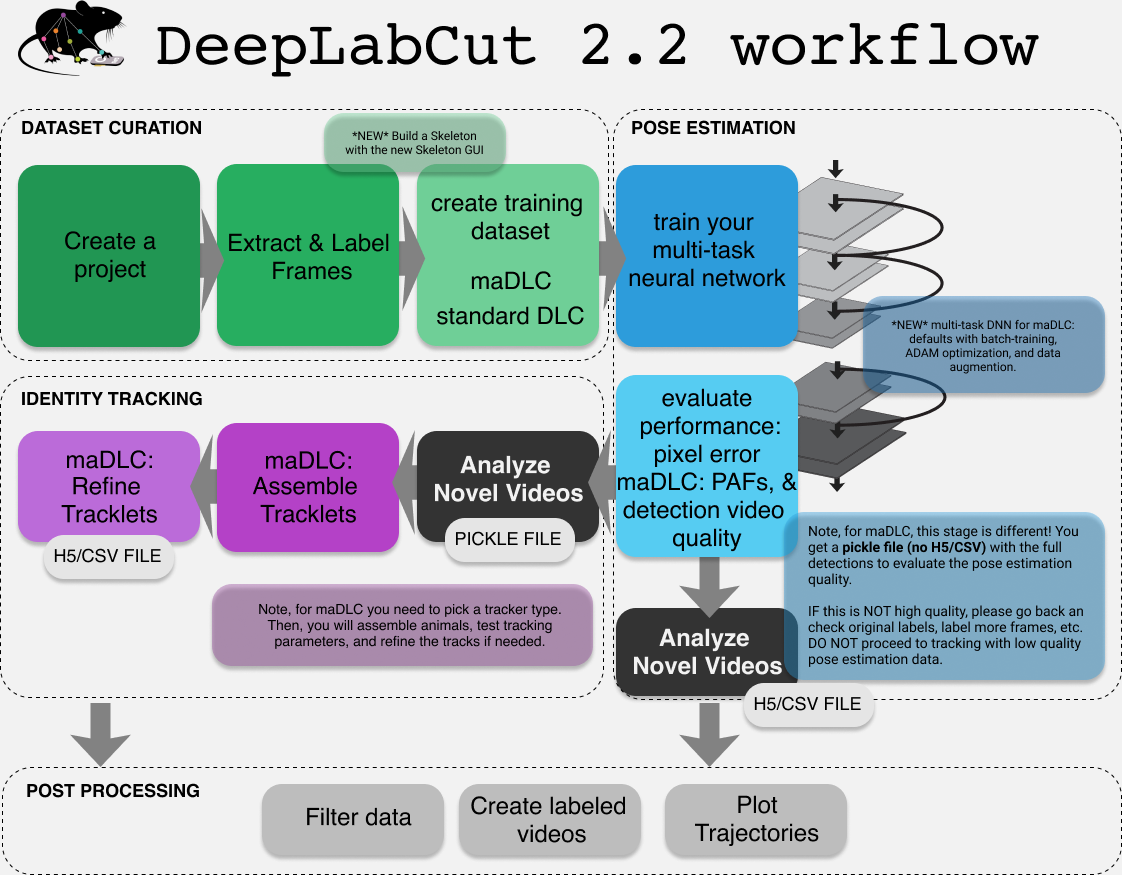 DeepLabCut 2.2 workflow
DATASET CURATION
*NEW* Build a Skeleton
with the new Skeleton GUI
Create a
project
Extract & Label
Frames
create training
dataset
maDLC
standard DLC
POSE ESTIMATION
train your
multi-task
neural network
*NEW* multi-task DNN for maDLC:
defaults with batch-training,
ADAM optimization, and data
augmention.
evaluate
performance:
pixel error
maDLC: PAFs, &
detection video
quality
Note, for maDLC, this stage is different! You
get a pickle file (no H5/CSV) with the full
detections to evaluate the pose estimation
quality.
IF this is NOT high quality, please go back an
check original labels, label more frames, etc.
DO NOT proceed to tracking with low quality
pose estimation data.
Analyze
Novel Videos
H5/CSV FILE
IDENTITY TRACKING
maDLC:
Refine
Tracklets
H5/CSV FILE
maDLC:
Assemble
Tracklets
Analyze
Novel Videos
PICKLE FILE
Note, for maDLC you need to pick a tracker type.
Then, you will assemble animals, test tracking
parameters, and refine the tracks if needed.
POST PROCESSING
Filter data
Create labeled
videos
Plot
Trajectories